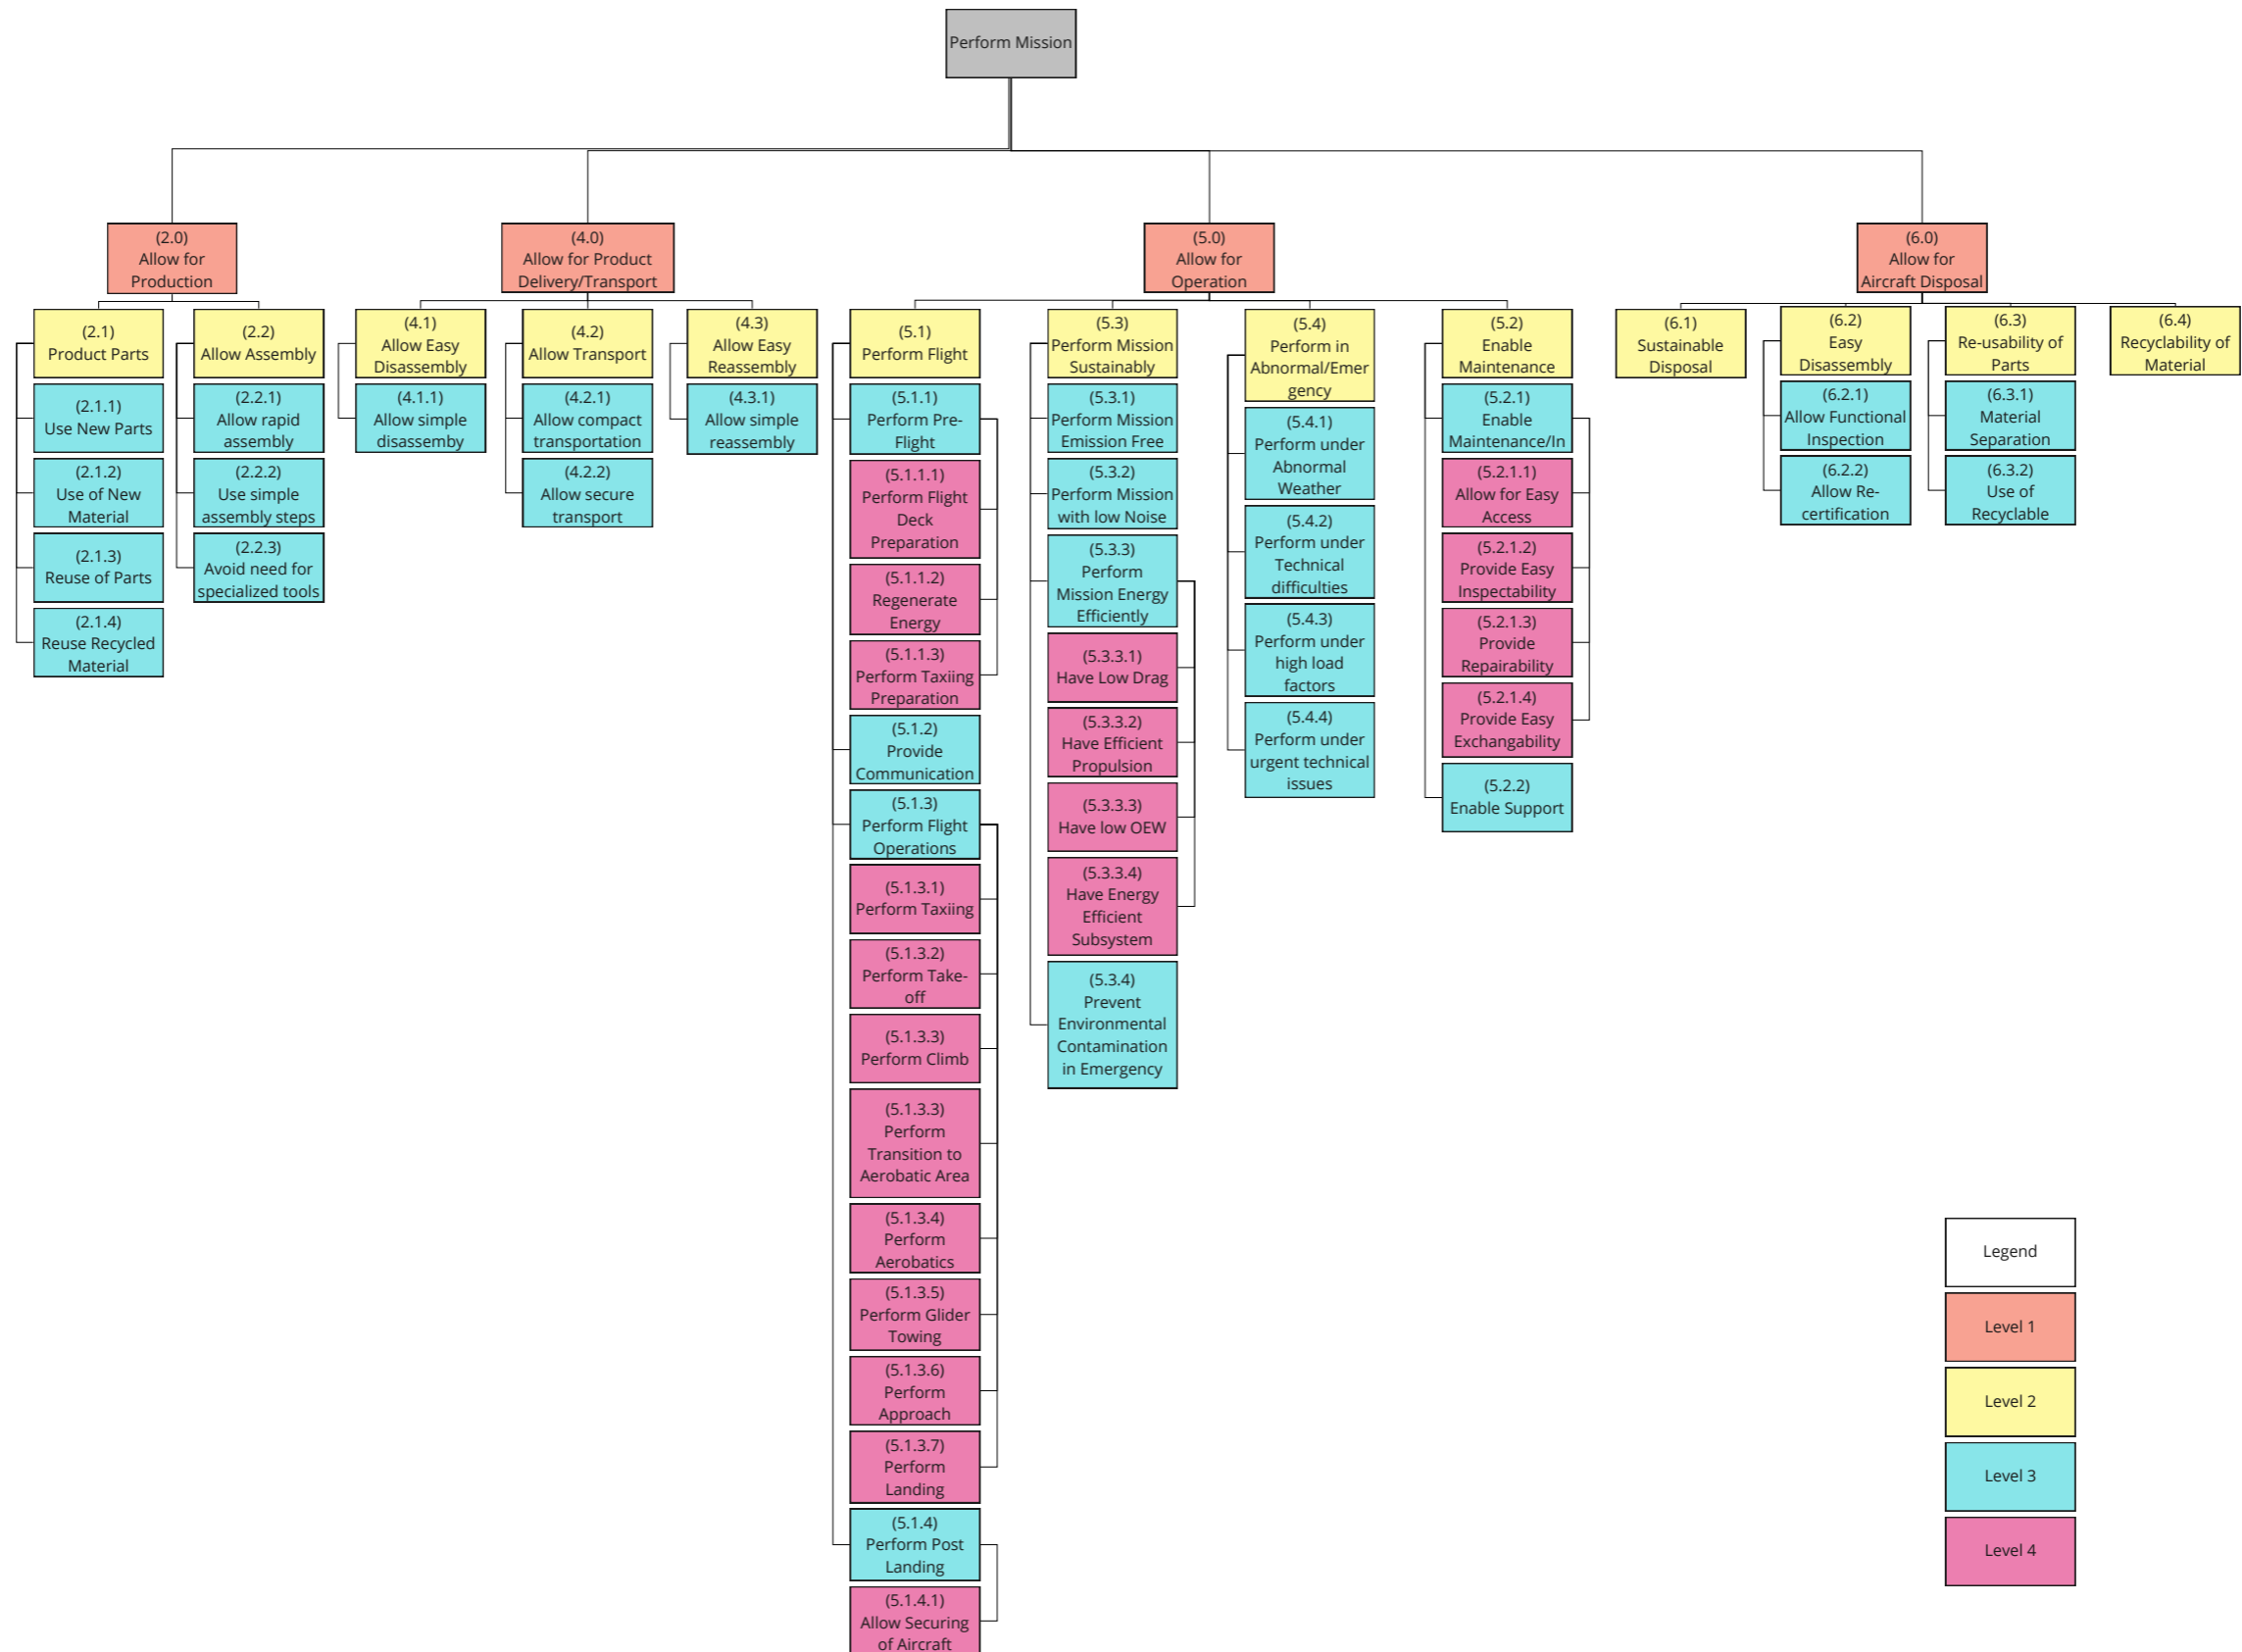 Perform Mission
(2.0)
Allow for
Production
(4.0)
Allow for Product
Delivery/Transport
(5.0)
Allow for
Operation
(6.0)
Allow for
Aircraft Disposal
(2.1)
Product Parts
(2.1.1)
Use New Parts
(2.1.2)
Use of New
Material
(2.1.3)
Reuse of Parts
(2.1.4)
Reuse Recycled
Material
(2.2)
Allow Assembly
(2.2.1)
Allow rapid
assembly
(2.2.2)
Use simple
assembly steps
(2.2.3)
Avoid need for
specialized tools
(4.1)
Allow Easy
Disassembly
(4.1.1)
Allow simple
disassemby
(4.2)
Allow Transport
(4.2.1)
Allow compact
transportation
(4.2.2)
Allow secure
transport
(4.3)
Allow Easy
Reassembly
(4.3.1)
Allow simple
reassembly
(5.1)
Perform Flight
(5.1.1)
Perform Pre-
Flight
(5.1.1.1)
Perform Flight
Deck
Preparation
(5.1.1.2)
Regenerate
Energy
(5.1.1.3)
Perform Taxiing
Preparation
(5.1.2)
Provide
Communication
(5.1.3)
Perform Flight
Operations
(5.1.3.1)
Perform Taxiing
(5.1.3.2)
Perform Take-
off
(5.1.3.3)
Perform Climb
(5.1.3.3)
Perform
Transition to
Aerobatic Area
(5.1.3.4)
Perform
Aerobatics
(5.1.3.5)
Perform Glider
Towing
(5.1.3.6)
Perform
Approach
(5.1.3.7)
Perform
Landing
(5.1.4)
Perform Post
Landing
(5.1.4.1)
Allow Securing
of Aircraft
(5.3)
Perform Mission
Sustainably
(5.3.1)
Perform Mission
Emission Free
(5.3.2)
Perform Mission
with low Noise
(5.3.3)
Perform
Mission Energy
Efficiently
(5.3.3.1)
Have Low Drag
(5.3.3.2)
Have Efficient
Propulsion
(5.3.3.3)
Have low OEW
(5.3.3.4)
Have Energy
Efficient
Subsystem
(5.3.4)
Prevent
Environmental
Contamination
in Emergency
(5.4)
Perform in
Abnormal/Emer
gency
(5.4.1)
Perform under
Abnormal
Weather
(5.4.2)
Perform under
Technical
difficulties
(5.4.3)
Perform under
high load
factors
(5.4.4)
Perform under
urgent technical
issues
(5.2)
Enable
Maintenance
(5.2.1)
Enable
Maintenance/In
(5.2.1.1)
Allow for Easy
Access
(5.2.1.2)
Provide Easy
Inspectability
(5.2.1.3)
Provide
Repairability
(5.2.1.4)
Provide Easy
Exchangability
(5.2.2)
Enable Support
(6.1)
Sustainable
Disposal
(6.2)
Easy
Disassembly
(6.2.1)
Allow Functional
Inspection
(6.2.2)
Allow Re-
certification
(6.3)
Re-usability of
Parts
(6.3.1)
Material
Separation
(6.3.2)
Use of
Recyclable
(6.4)
Recyclability of
Material
Legend
Level 1
Level 2
Level 3
Level 4